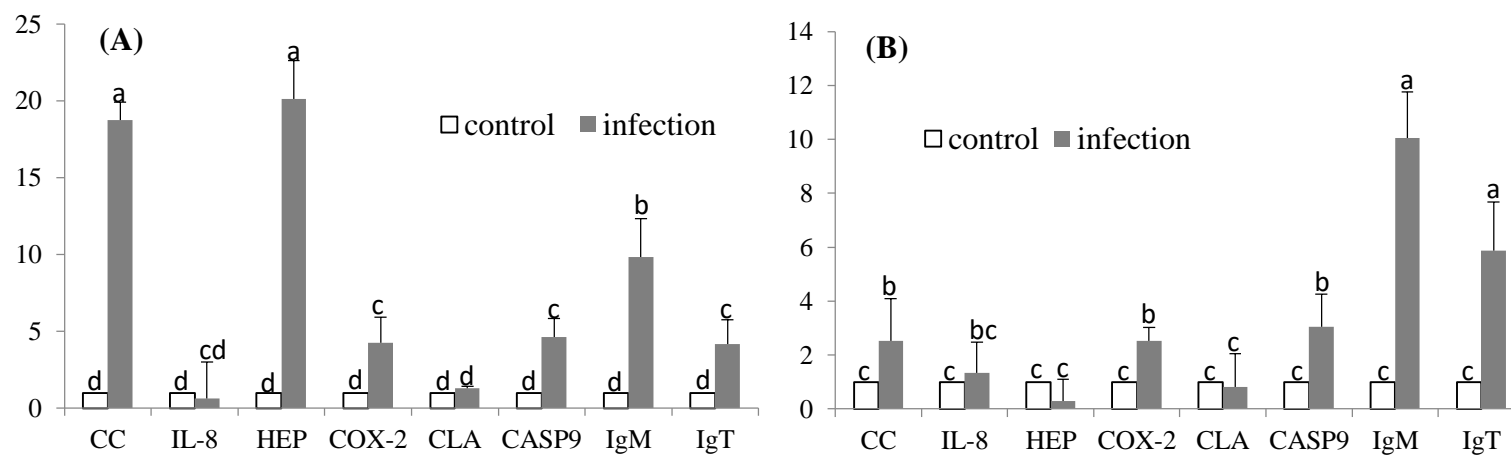 (A)
25
20
15
10
5
0
control infection
d a d cd d a d c d d d c d b d c
CC IL-8 HEP COX-2 CLA CASP9 IgM IgT
(B)
14
12
10
8
6
4
2
0
control infection
c b c bc c c c b c c c b c a c a
CC IL-8 HEP COX-2 CLA CASP9 IgM IgT